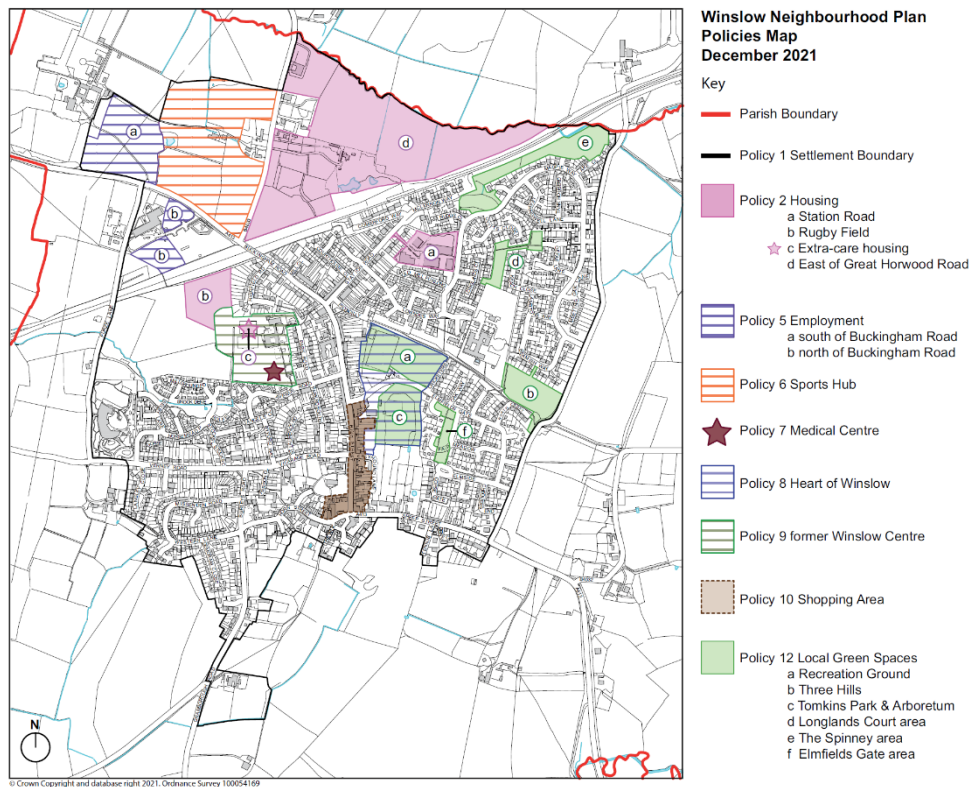 Winslow Neighbourhood Plan
Policies Map
December 2021
Key
Parish Boundary
Policy 1 Settlement Boundary
Policy 2 Housing
a Station Road
b Rugby Field
c Extra-care housing
d East of Great Horwood Road
Policy 5 Employment
a south of Buckingham Road
b north of Buckingham Road
Policy 6 Sports Hub
Policy 7 Medical Centre
Policy 8 Heart of Winslow
Policy 9 former Winslow Centre
Policy 10 Shopping Area
Policy 12 Local Green Spaces
a Recreation Ground
b Three Hills
c Tomkins Park & Arboretum
d Longlands Court area
e The Spinney area
f Elmfields Gate area
a
d
e
b
b
a
d
b
c
a
b
c
f
N
© Crown Copyright and database right 2021. Ordnance Survey 100054169